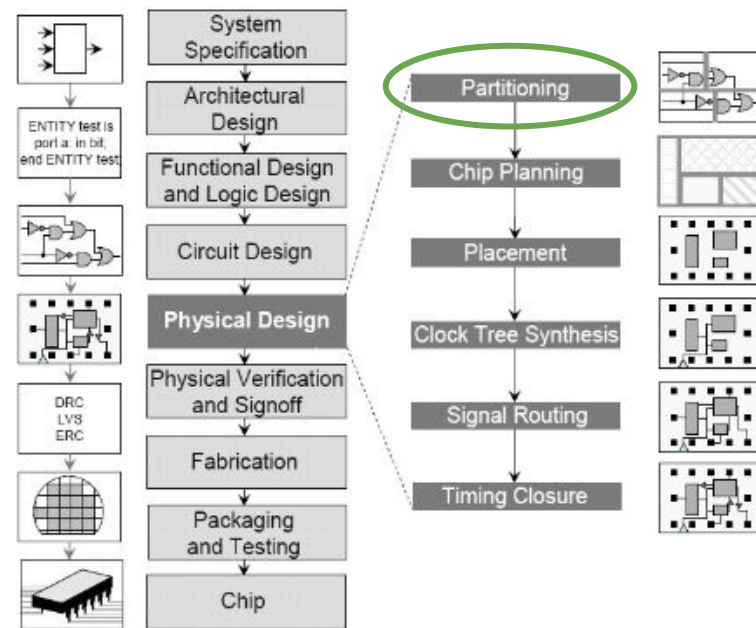 ENTITY test is
port a: in bit;
end ENTITY test;
DRC
LVS
ERC
System
Specification
Architectural
Design
Functional Design
and Logic Design
Circuit Design
Physical Design
Physical Verification
and Signoff
Fabrication
Packaging
and Testing
Chip
Partitioning
Chip Planning
Placement
Clock Tree Synthesis
Signal Routing
Timing Closure